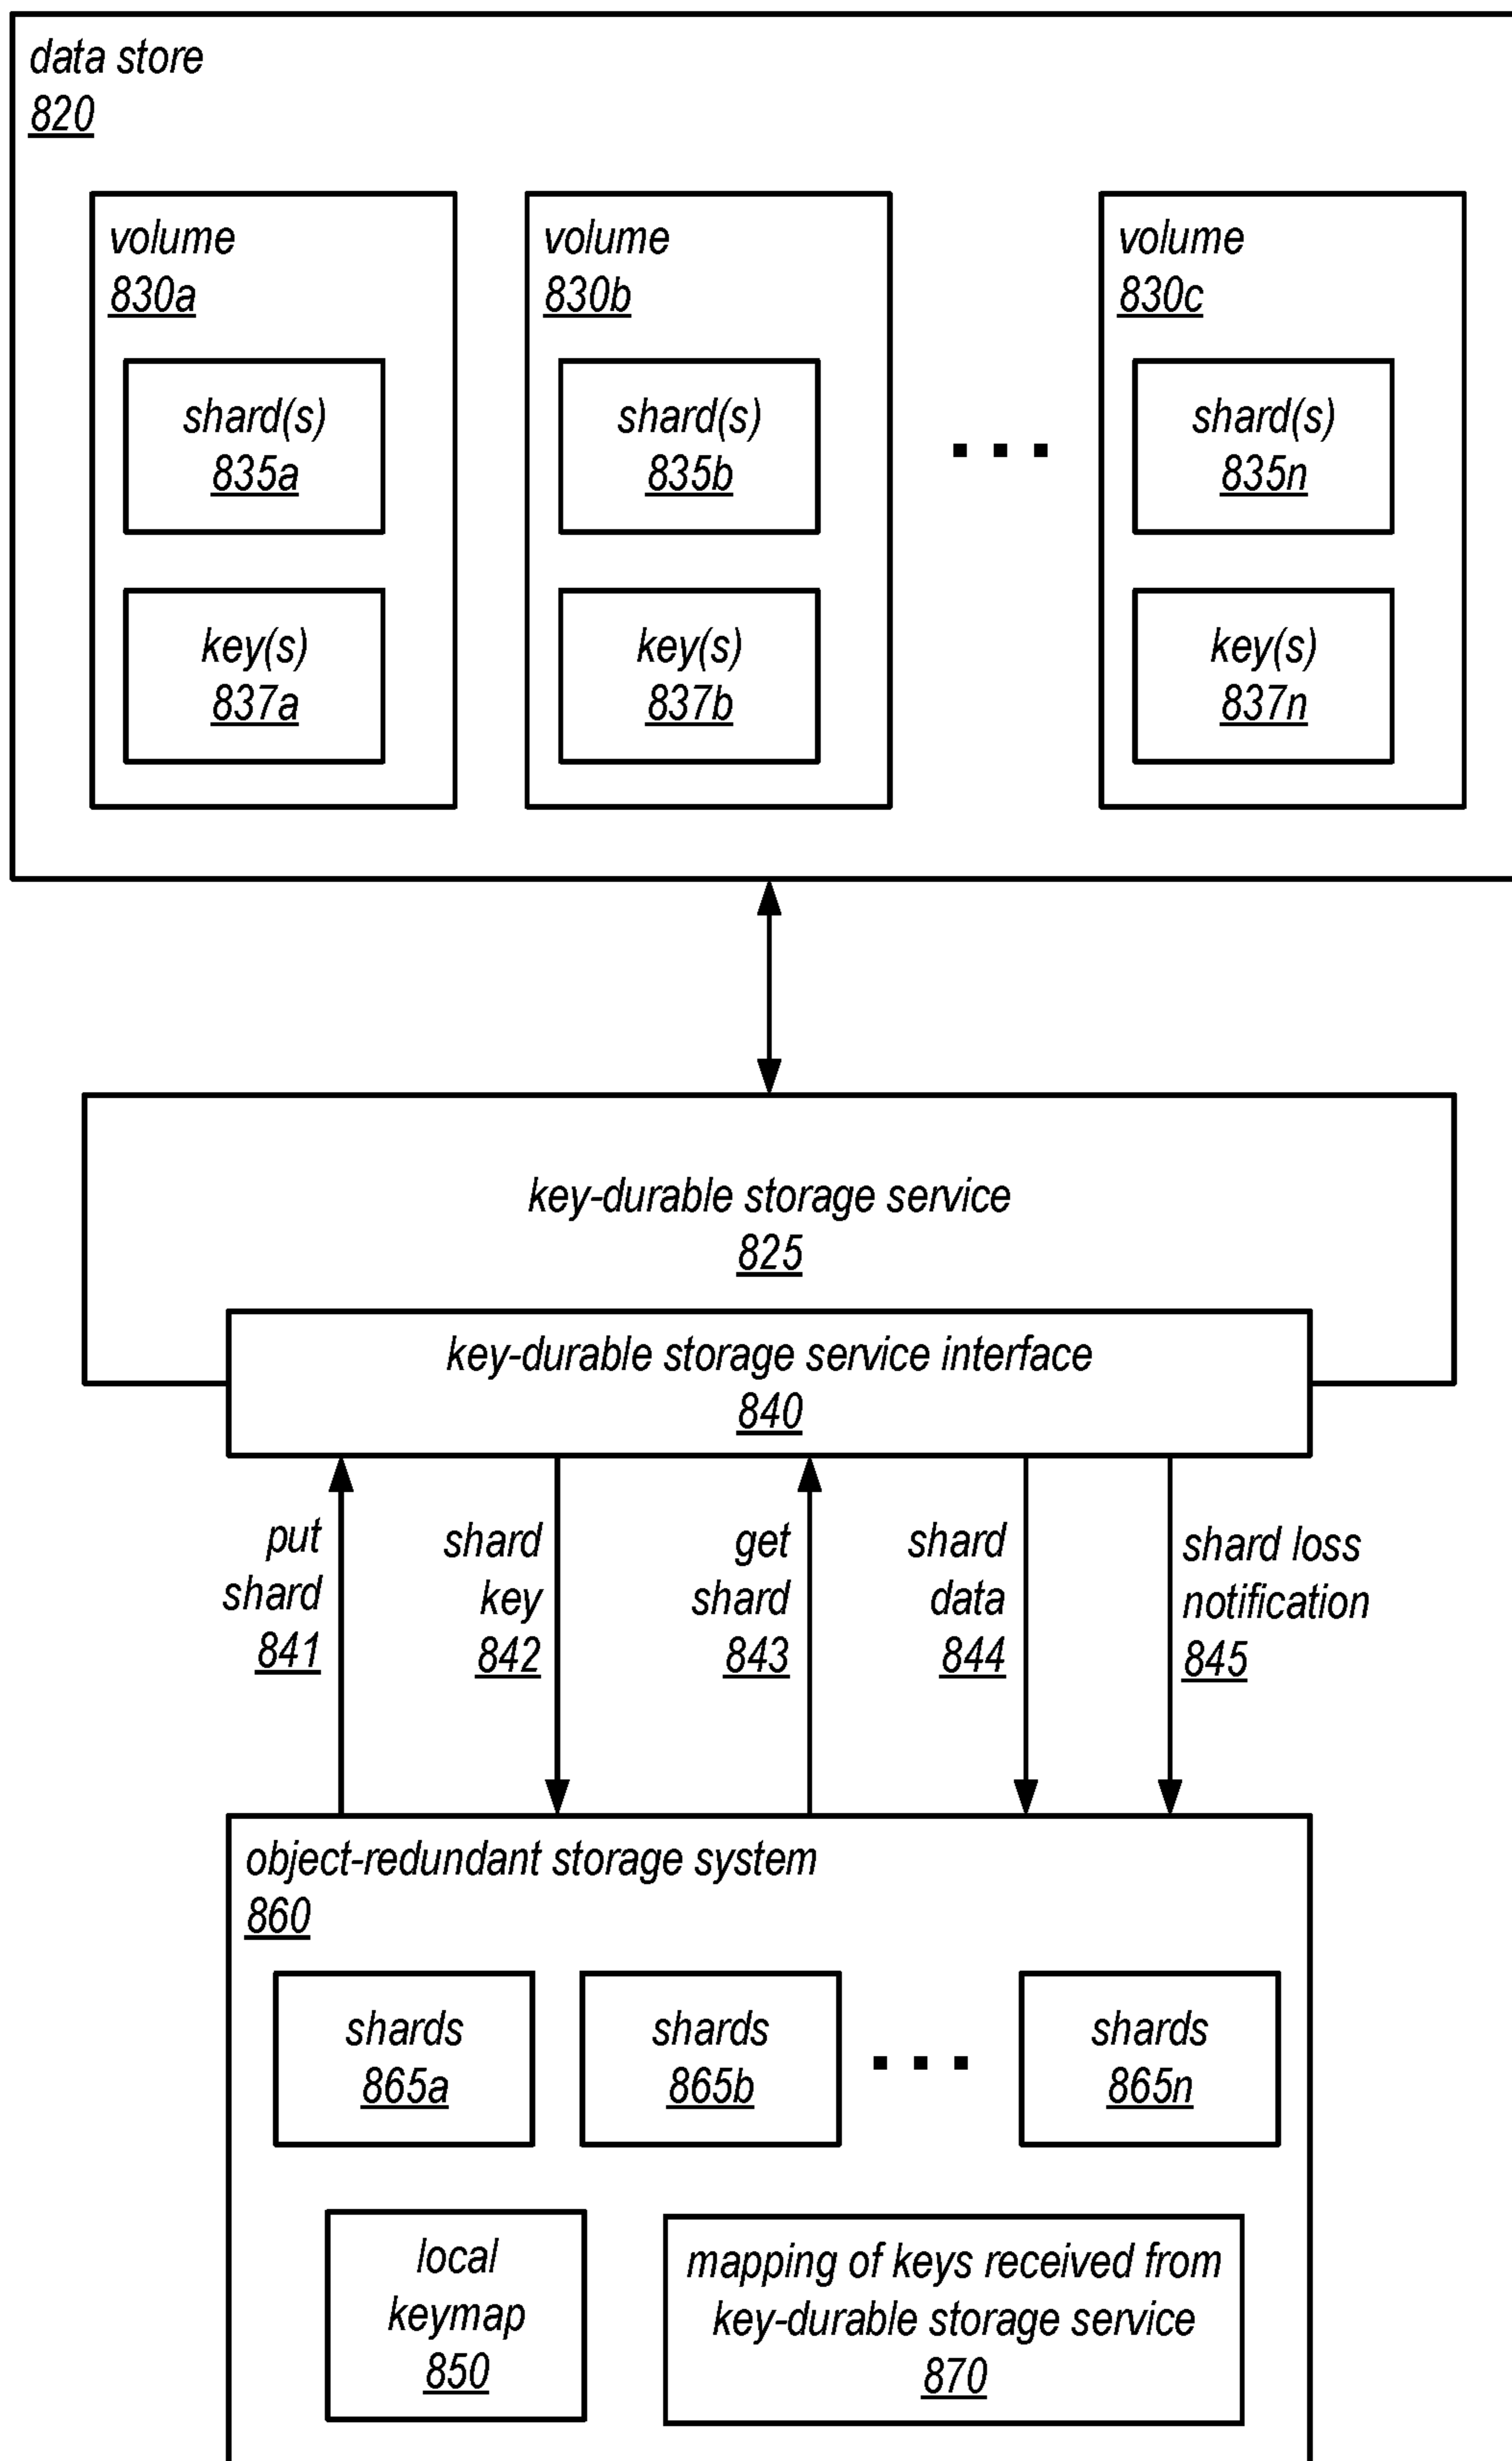 data store
820
volume
830a
shard(s)
835a
key(s)
837a
volume
830b
shard(s)
835b
key(s)
837b
volume
830c
shard(s)
835n
key(s)
837n
key-durable storage service
825
key-durable storage service interface
840
put
shard
841
shard
key
842
get
shard
843
shard
data
844
shard loss
notification
845
object-redundant storage system
860
shards
865a
shards
865b
shards
865n
local
keymap
850
mapping of keys received from
key-durable storage service
870